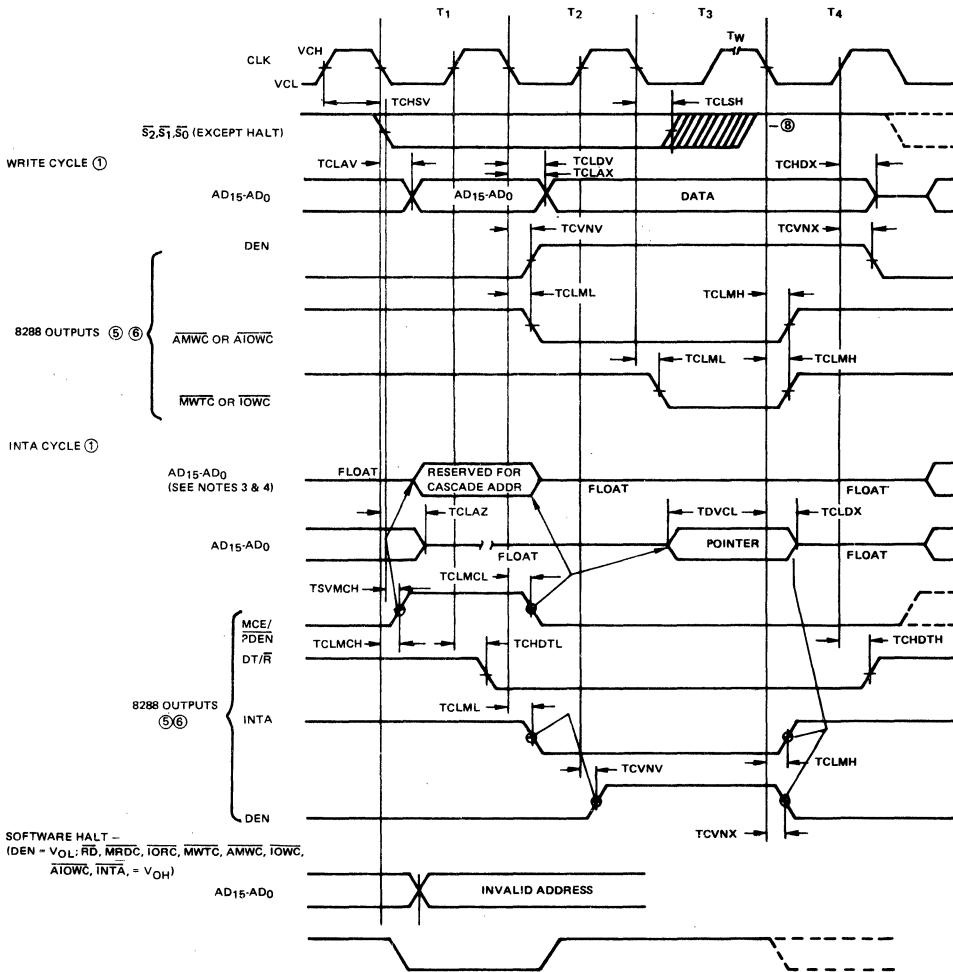 T1 T2 T3 T4
TW
VCH
CLK
VCL
TCHSV
TCLSH
S2,S1,S0 (EXCEPT HALT)
⑧
WRITE CYCLE ①
TCLAV
TCLDV
TCLAX
TCHDX
AD15-AD0
AD15-AD0
DATA
DEN
TCVNV
TCVNX
TCLML
TCLMH
8288 OUTPUTS ⑤ ⑥
AMWC OR AIOWC
TCLML
TCLMH
MWTC OR IOWC
INTA CYCLE ①
AD15-AD0
(SEE NOTES 3 & 4)
FLOAT
RESERVED FOR
CASCADE ADDR
FLOAT
FLOAT
TCLAZ
TDVCL
TCLDX
AD15-AD0
FLOAT
POINTER
FLOAT
TSVMCH
TCLMCL
MCE/
PDEN
TCLMCH
TCHDTL
TCHDTH
DT/R
8288 OUTPUTS
⑤⑥
TCLML
INTA
TCLMH
TCVNV
DEN
TCVNX
SOFTWARE HALT –
(DEN = VOL; RD, MRDC, IORC, MWTC, AMWC, IOWC,
AIOWC, INTA, = VOH)
AD15-AD0
INVALID ADDRESS